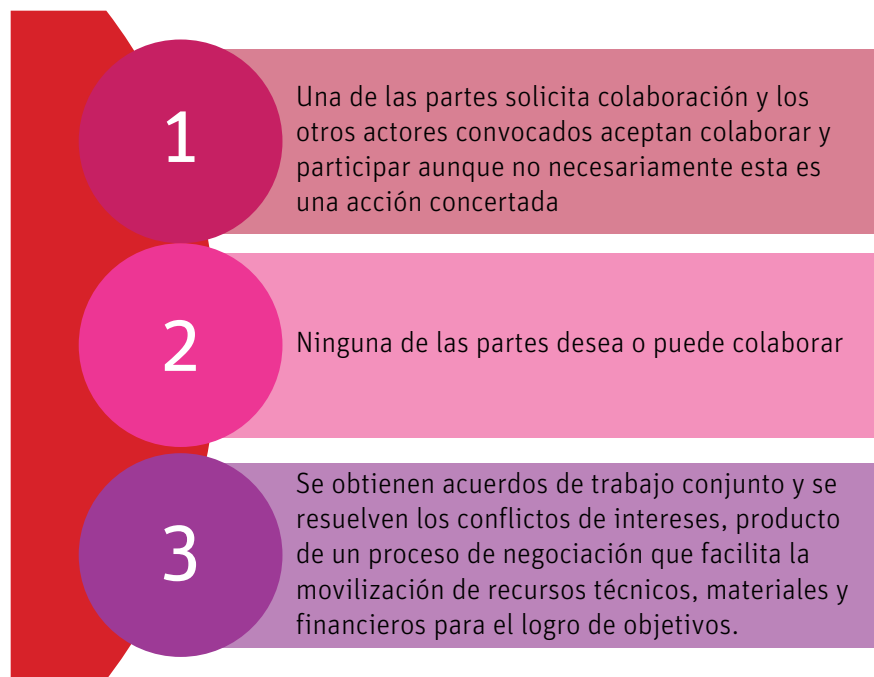 1
Una de las partes solicita colaboración y los
otros actores convocados aceptan colaborar y
participar aunque no necesariamente esta es
una acción concertada
2
Ninguna de las partes desea o puede colaborar
3
Se obtienen acuerdos de trabajo conjunto y se
resuelven los conflictos de intereses, producto
de un proceso de negociación que facilita la
movilización de recursos técnicos, materiales y
financieros para el logro de objetivos.